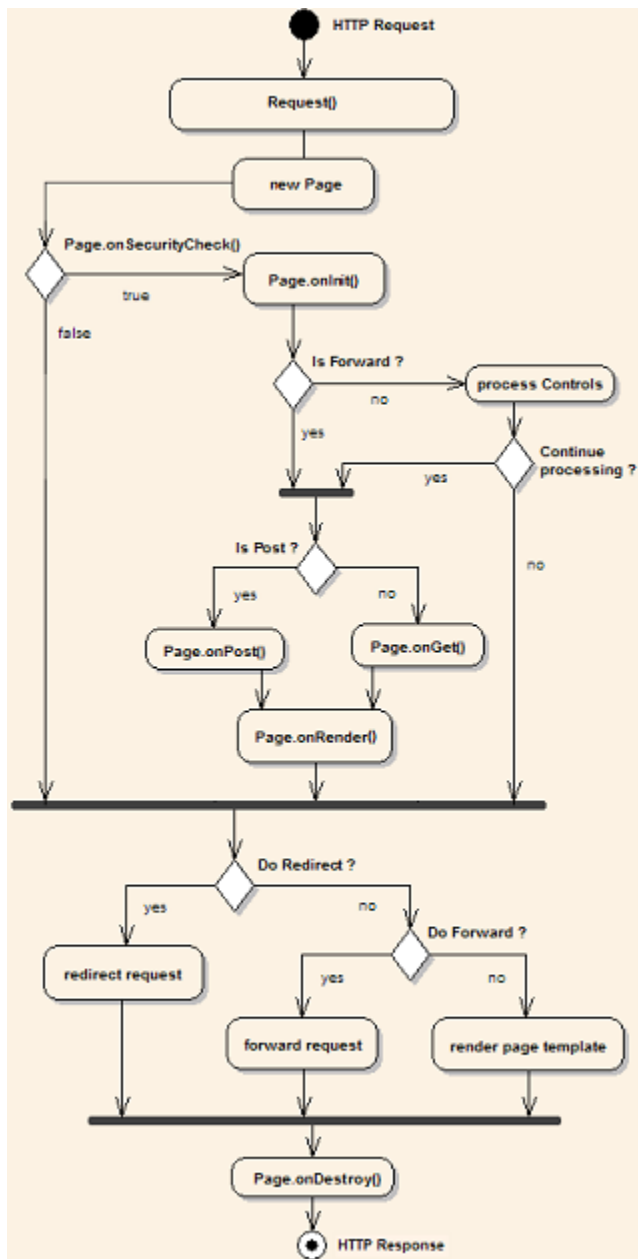 HTTP Request
Request()
new Page
Page.onSecurityCheck()
Page.onInit()
true
false
Is Forward ?
process Controls
no
yes
Continue
processing ?
yes
Is Post ?
no
yes
no
Page.onPost()
Page.onGet()
Page.onRender()
Do Redirect ?
yes
no
Do Forward ?
redirect request
yes
no
forward request
render page template
Page.onDestroy()
HTTP Response